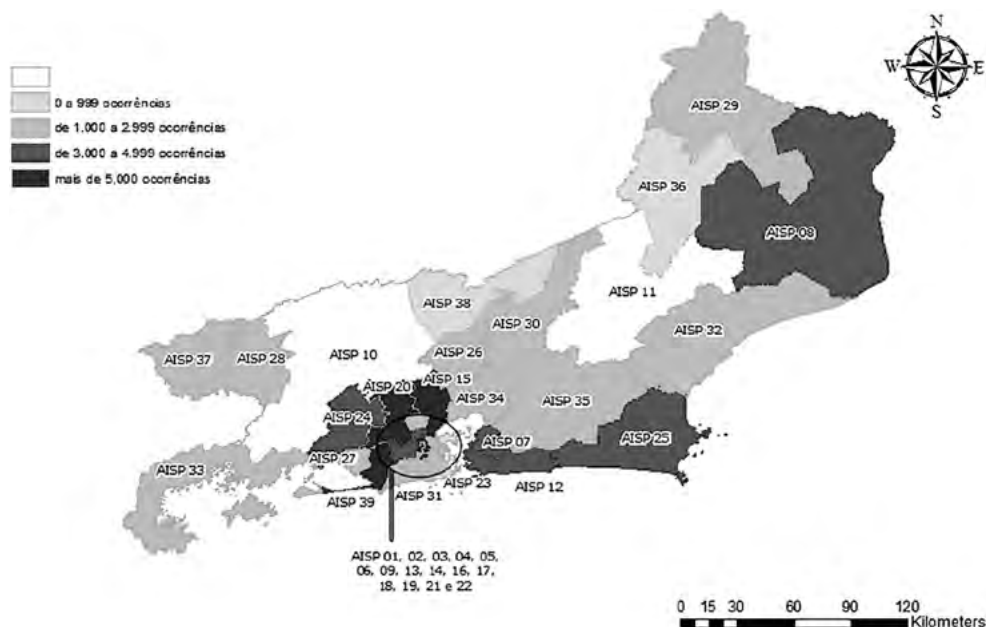 N
W E
S
0 a 999 ocorrências
de 1.000 a 2.999 ocorrências
de 3.000 a 4.999 ocorrências
mais de 5.000 ocorrências
AISP 29
AISP 36
AISP 08
AISP 11
AISP 38
AISP 30
AISP 32
AISP 26
AISP 10
AISP 37
AISP 28
AISP 15
AISP 20
AISP 34
AISP 35
AISP 24
AISP 07
AISP 25
AISP 27
AISP 33
AISP 23
AISP 12
AISP 31
AISP 39
AISP 01, 02, 03, 04, 05,
06, 09, 13, 14, 16, 17,
18, 19, 21 e 22
0 15 30 60 90 120
Kilometers